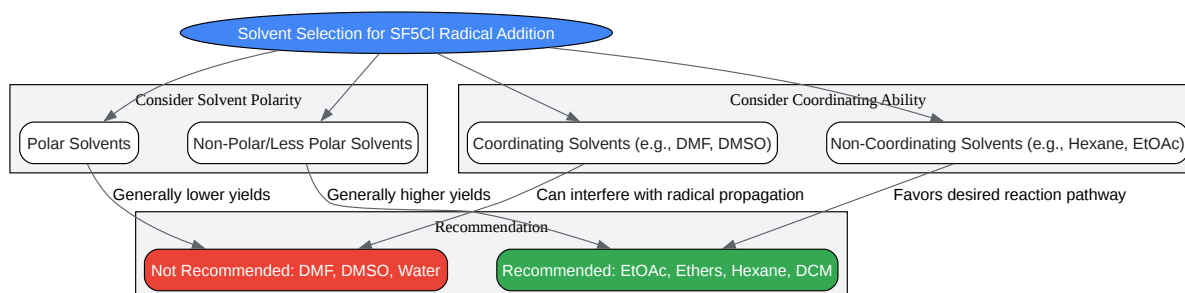 Solvent Selection for SF5Cl Radical Addition
Consider Solvent Polarity
Consider Coordinating Ability
Polar Solvents
Non-Polar/Less Polar Solvents
Coordinating Solvents (e.g., DMF, DMSO)
Non-Coordinating Solvents (e.g., Hexane, EtOAc)
Generally lower yields
Generally higher yields
Can interfere with radical propagation
Favors desired reaction pathway
Recommendation
Not Recommended: DMF, DMSO, Water
Recommended: EtOAc, Ethers, Hexane, DCM